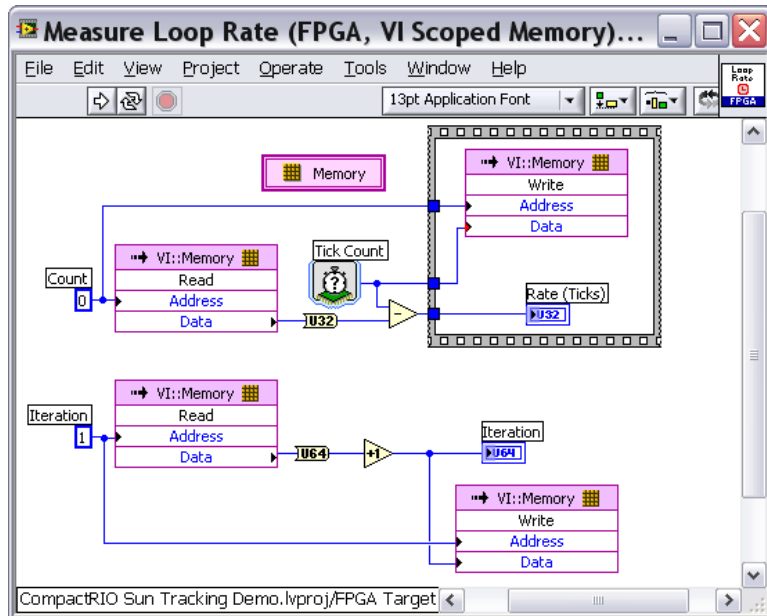 Measure Loop Rate (FPGA, VI Scoped Memory)...
File Edit View Project Operate Tools Window Help
Loop
Rate
FPGA
13pt Application Font
Memory
VI::Memory
Write
Address
Data
Tick Count
VI::Memory
Read
Address
Data
Count
0
U32
Rate (Ticks)
U32
VI::Memory
Read
Address
Data
Iteration
1
U64
+1
Iteration
U64
VI::Memory
Write
Address
Data
CompactRIO Sun Tracking Demo.lvproj/FPGA Target